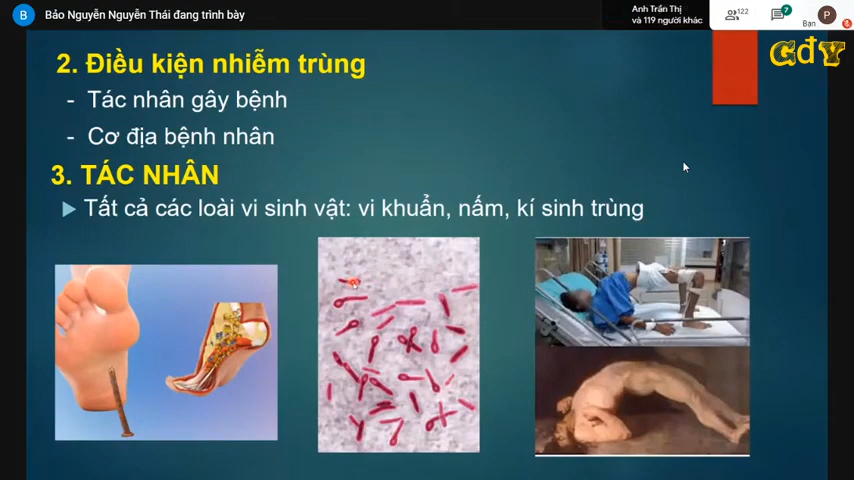 B Bảo Nguyễn Nguyễn Thái đang trình bày
Anh Trần Thị
và 119 người khác
122
7
Bạn
P
GđY
2. Điều kiện nhiễm trùng
- Tác nhân gây bệnh
- Cơ địa bệnh nhân
3. TÁC NHÂN
Tất cả các loài vi sinh vật: vi khuẩn, nấm, kí sinh trùng